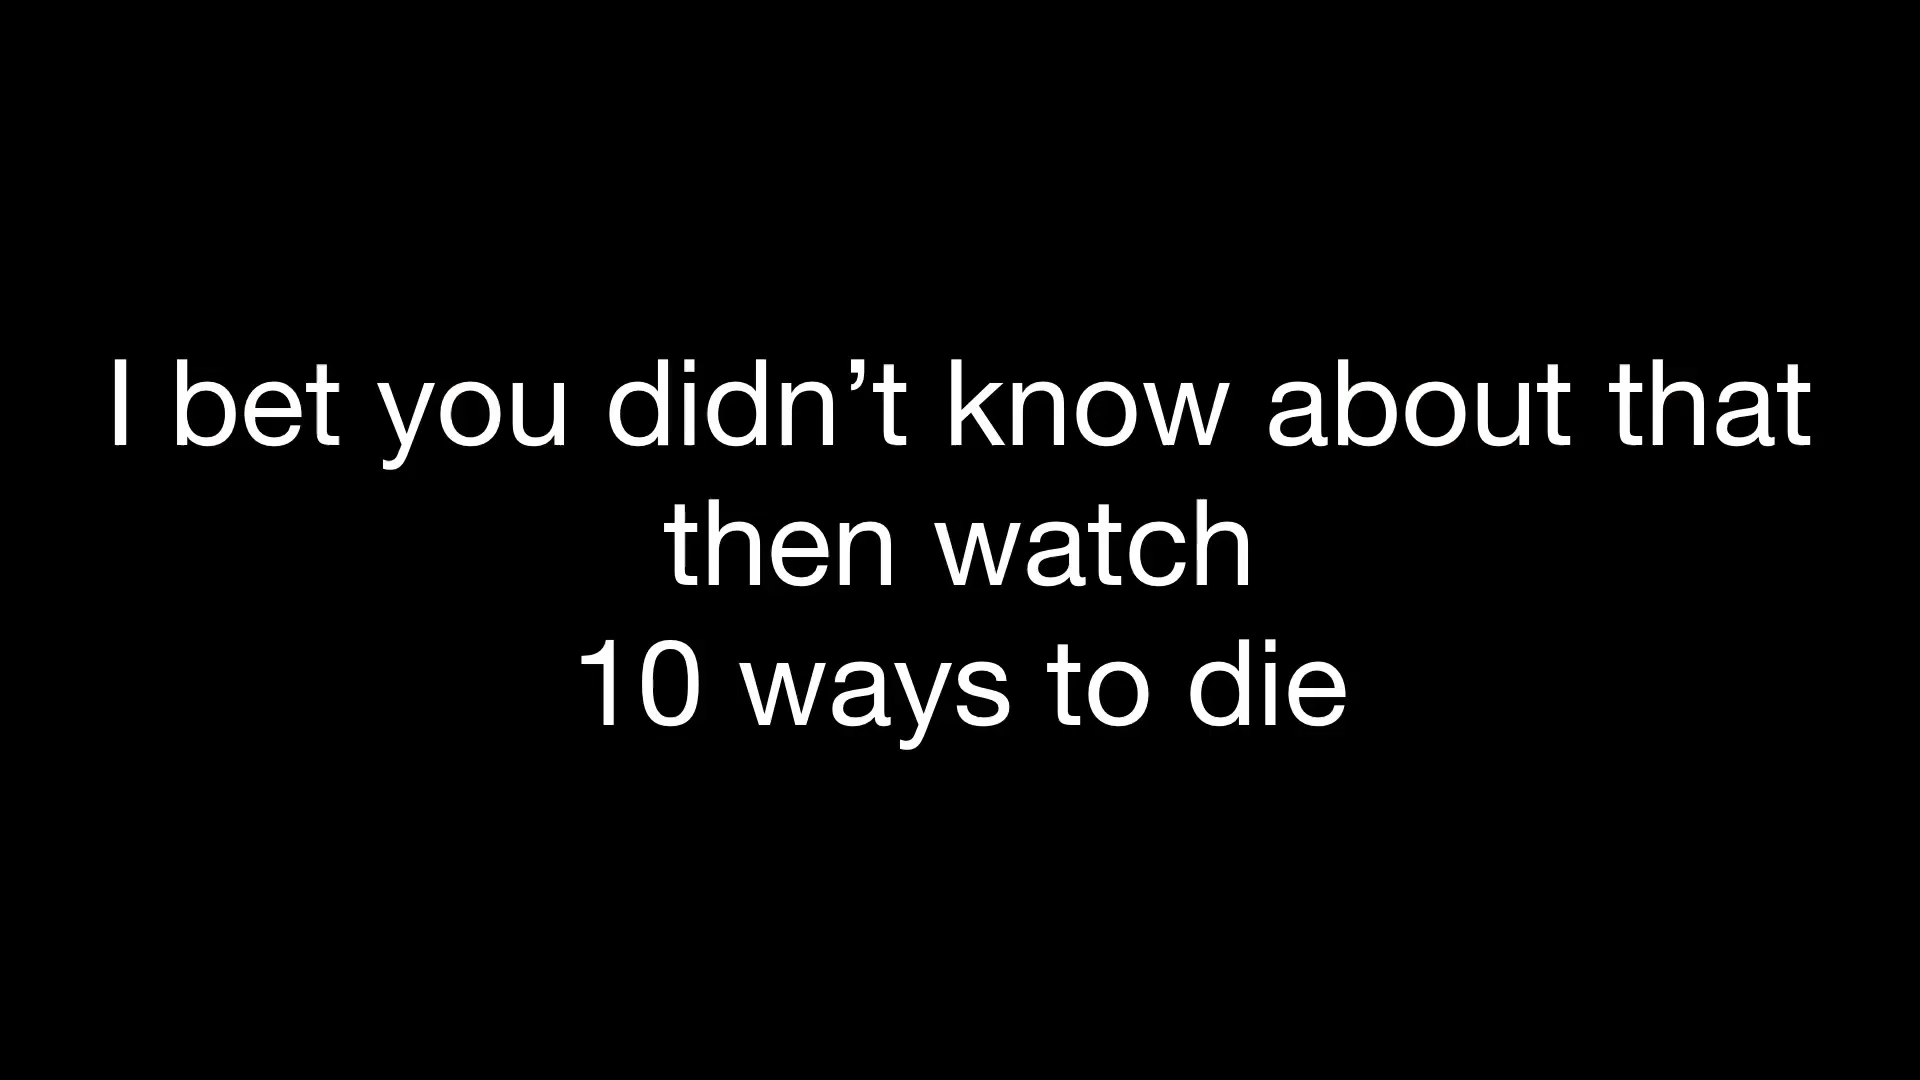 I bet you didn’t know about that
then watch
10 ways to die